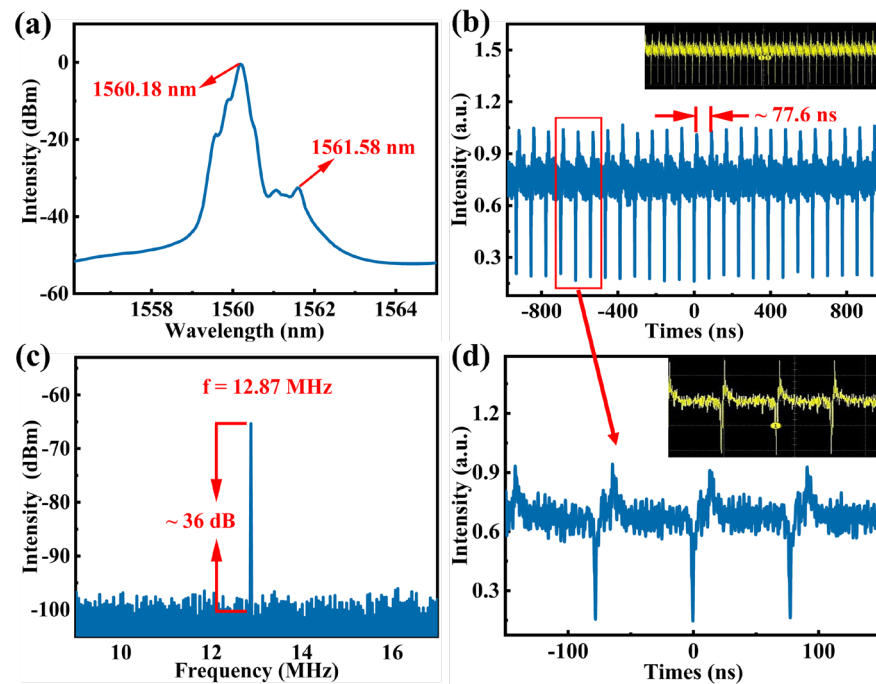 (a)
Intensity (dBm)
0
-20
-40
-60
1560.18 nm
1561.58 nm
1558
1560
1562
1564
Wavelength (nm)
(b)
Intensity (a.u.)
1.5
1.2
0.9
0.6
0.3
~ 77.6 ns
-800
-400
0
400
800
Times (ns)
(c)
Intensity (dBm)
-60
-70
-80
-90
-100
f = 12.87 MHz
~ 36 dB
10
12
14
16
Frequency (MHz)
(d)
Intensity (a.u.)
1.2
0.9
0.6
0.3
-100
0
100
Times (ns)